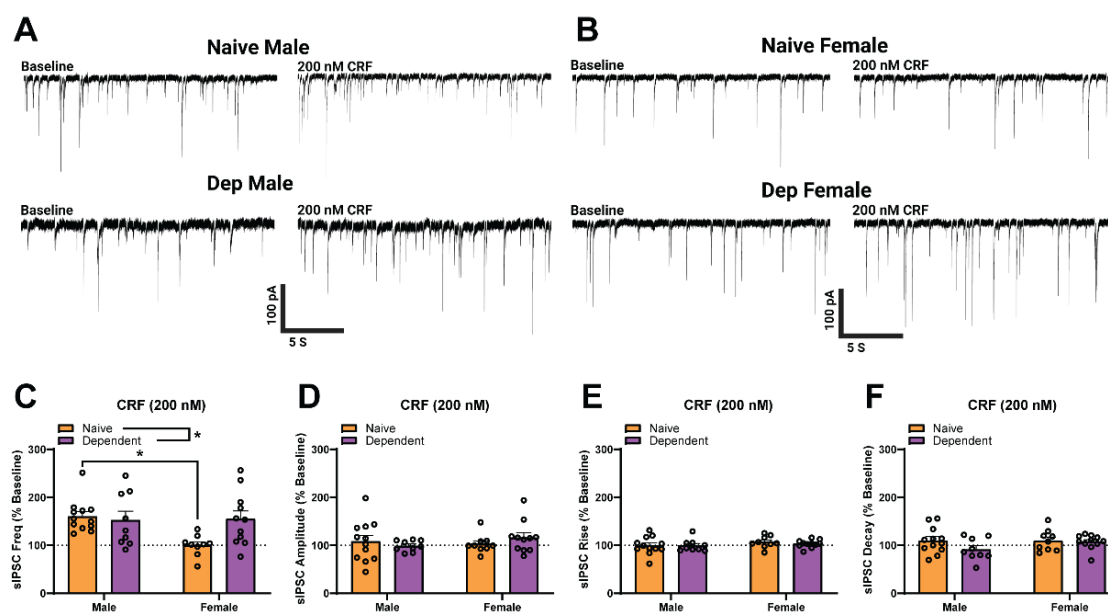 A
Naive Male
Baseline
200 nM CRF
Dep Male
Baseline
200 nM CRF
100 pA
5 S
B
Naive Female
Baseline
200 nM CRF
Dep Female
Baseline
200 nM CRF
100 pA
5 S
C
CRF (200 nM)
Naive
Dependent
*
*
sIPSC Freq (% Baseline)
300
200
100
0
Male
Female
D
CRF (200 nM)
Naive
Dependent
sIPSC Amplitude (% Baseline)
300
200
100
0
Male
Female
E
CRF (200 nM)
Naive
Dependent
sIPSC Rise (% Baseline)
300
200
100
0
Male
Female
F
CRF (200 nM)
Naive
Dependent
sIPSC Decay (% Baseline)
300
200
100
0
Male
Female